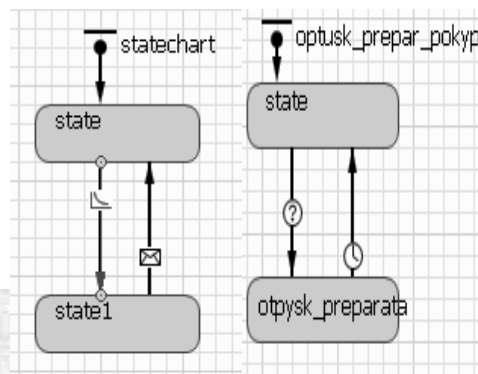 statechart
state
state1
optusk_prepar_pokyp
state
?
otpysk_preparata